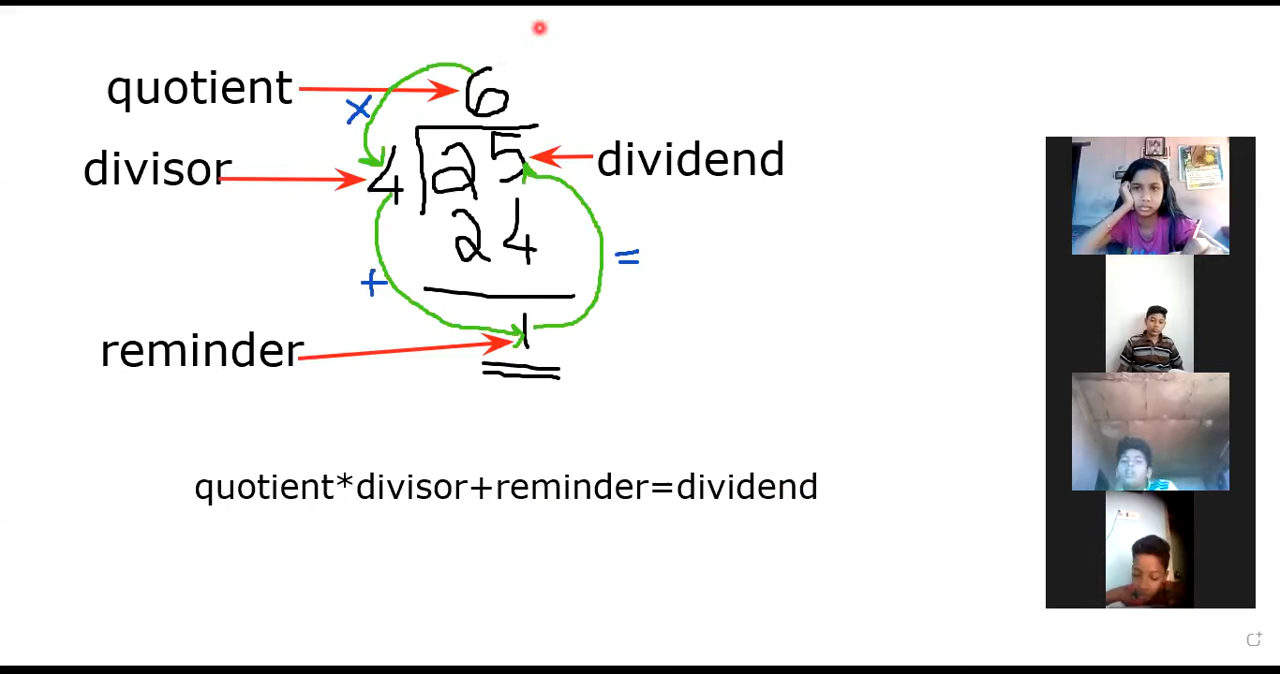 quotient 6
×
divisor 4 25 dividend
24
+ =
reminder 1
quotient*divisor+reminder=dividend